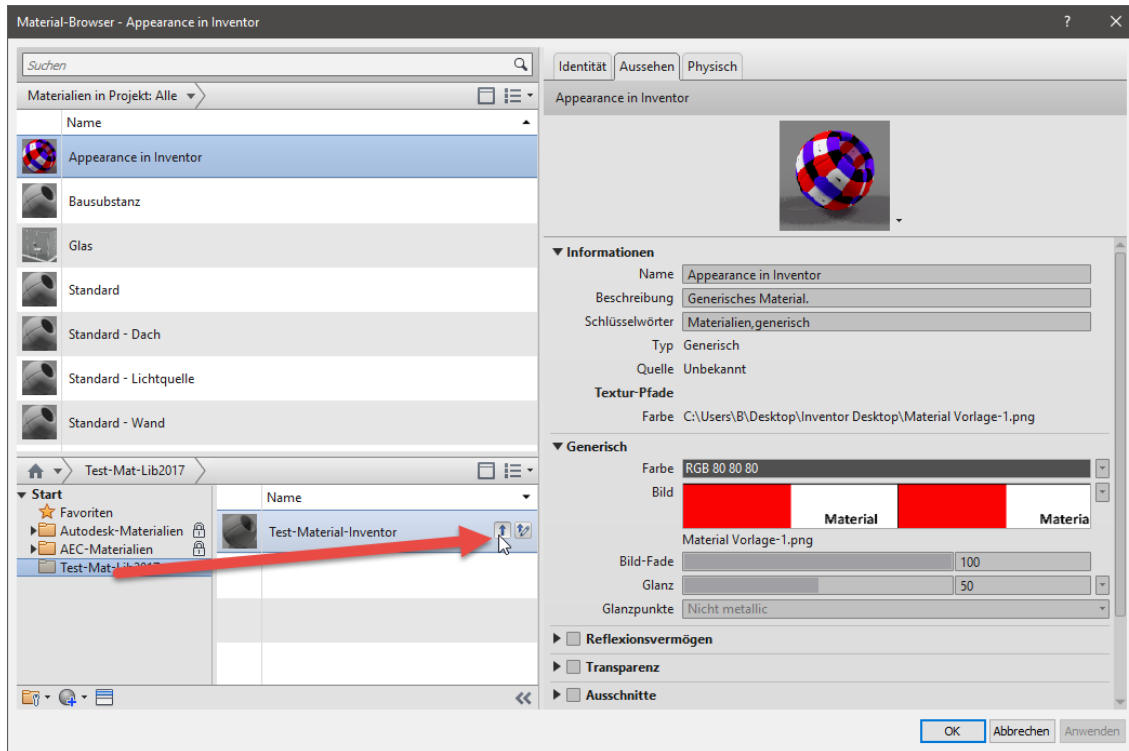 Material-Browser - Appearance in Inventor
Suchen
Materialien in Projekt: Alle
Name
Appearance in Inventor
Bausubstanz
Glas
Standard
Standard - Dach
Standard - Lichtquelle
Standard - Wand
Test-Mat-Lib2017
Start
Favoriten
Autodesk-Materialien
AEC-Materialien
Test-Mat-Lib2017
Name
Test-Material-Inventor
Identität Aussehen Physisch
Appearance in Inventor
Informationen
Name Appearance in Inventor
Beschreibung Generisches Material.
Schlüsselwörter Materialien,generisch
Typ Generisch
Quelle Unbekannt
Textur-Pfade
Farbe C:\Users\B\Desktop\Inventor Desktop\Material Vorlage-1.png
Generisch
Farbe RGB 80 80 80
Bild
Material Materia
Material Vorlage-1.png
Bild-Fade 100
Glanz 50
Glanzpunkte Nicht metallic
Reflexionsvermögen
Transparenz
Ausschnitte
OK Abbrechen Anwenden